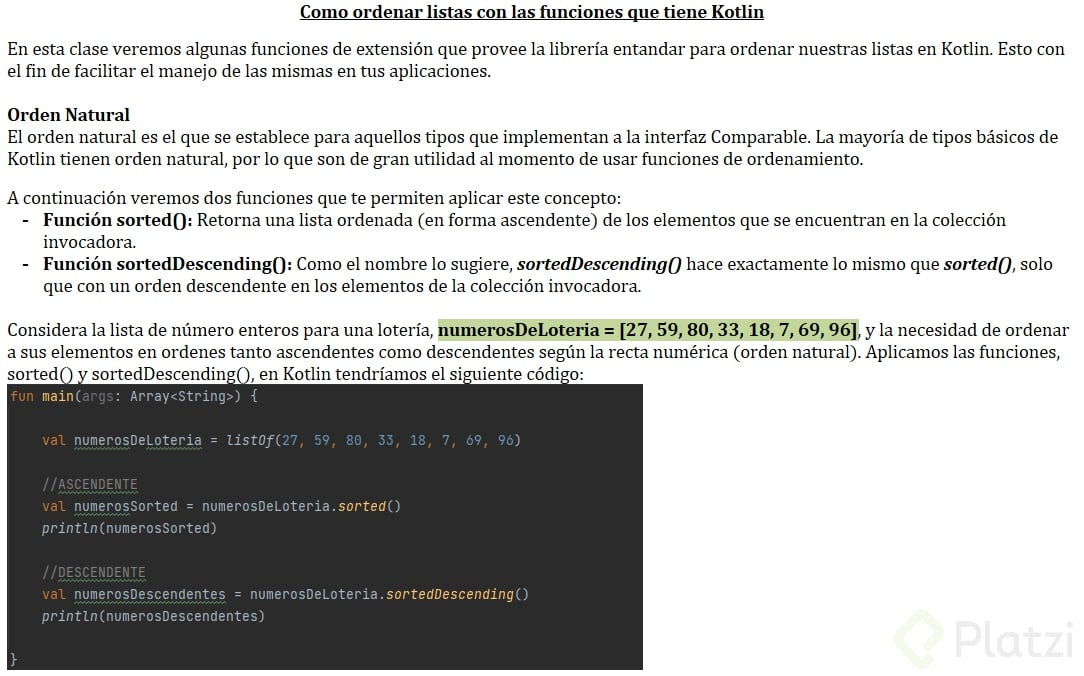 Como ordenar listas con las funciones que tiene Kotlin
En esta clase veremos algunas funciones de extensión que provee la librería entandar para ordenar nuestras listas en Kotlin. Esto con
el fin de facilitar el manejo de las mismas en tus aplicaciones.
Orden Natural
El orden natural es el que se establece para aquellos tipos que implementan a la interfaz Comparable. La mayoría de tipos básicos de
Kotlin tienen orden natural, por lo que son de gran utilidad al momento de usar funciones de ordenamiento.
A continuación veremos dos funciones que te permiten aplicar este concepto:
- Función sorted(): Retorna una lista ordenada (en forma ascendente) de los elementos que se encuentran en la colección
invocadora.
- Función sortedDescending(): Como el nombre lo sugiere, sortedDescending() hace exactamente lo mismo que sorted(), solo
que con un orden descendente en los elementos de la colección invocadora.
Considera la lista de número enteros para una lotería, numerosDeLoteria = [27, 59, 80, 33, 18, 7, 69, 96], y la necesidad de ordenar
a sus elementos en ordenes tanto ascendentes como descendentes según la recta numérica (orden natural). Aplicamos las funciones,
sorted() y sortedDescending(), en Kotlin tendríamos el siguiente código:
fun main(args: Array<String>) {
val numerosDeLoteria = listOf(27, 59, 80, 33, 18, 7, 69, 96)
//ASCENDENTE
val numerosSorted = numerosDeLoteria.sorted()
println(numerosSorted)
//DESCENDENTE
val numerosDescendentes = numerosDeLoteria.sortedDescending()
println(numerosDescendentes)
}
Platzi